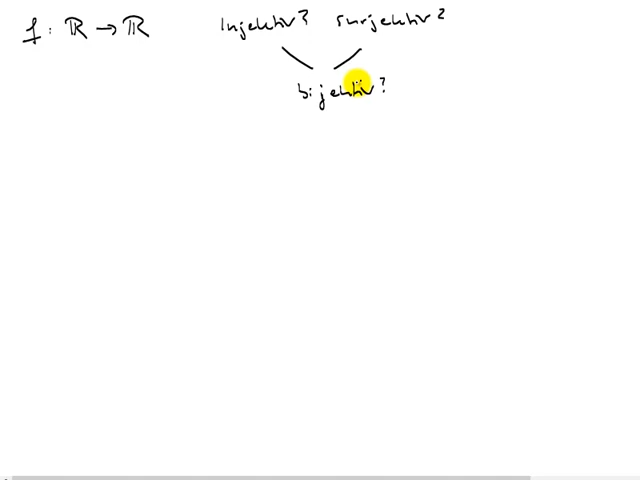 f : ℝ → ℝ injektiv? surjektiv?
bijektiv?